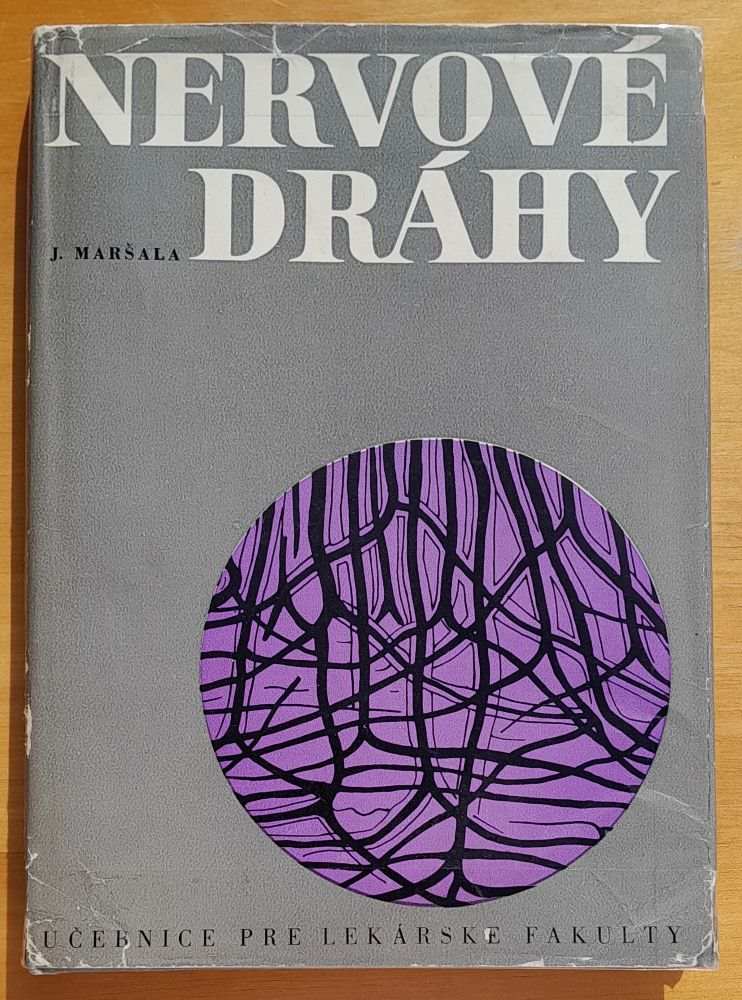 NERVOVÉ
DRÁHY
J. MARŠALA
UČEBNICE PRE LEKÁRSKE FAKULTY